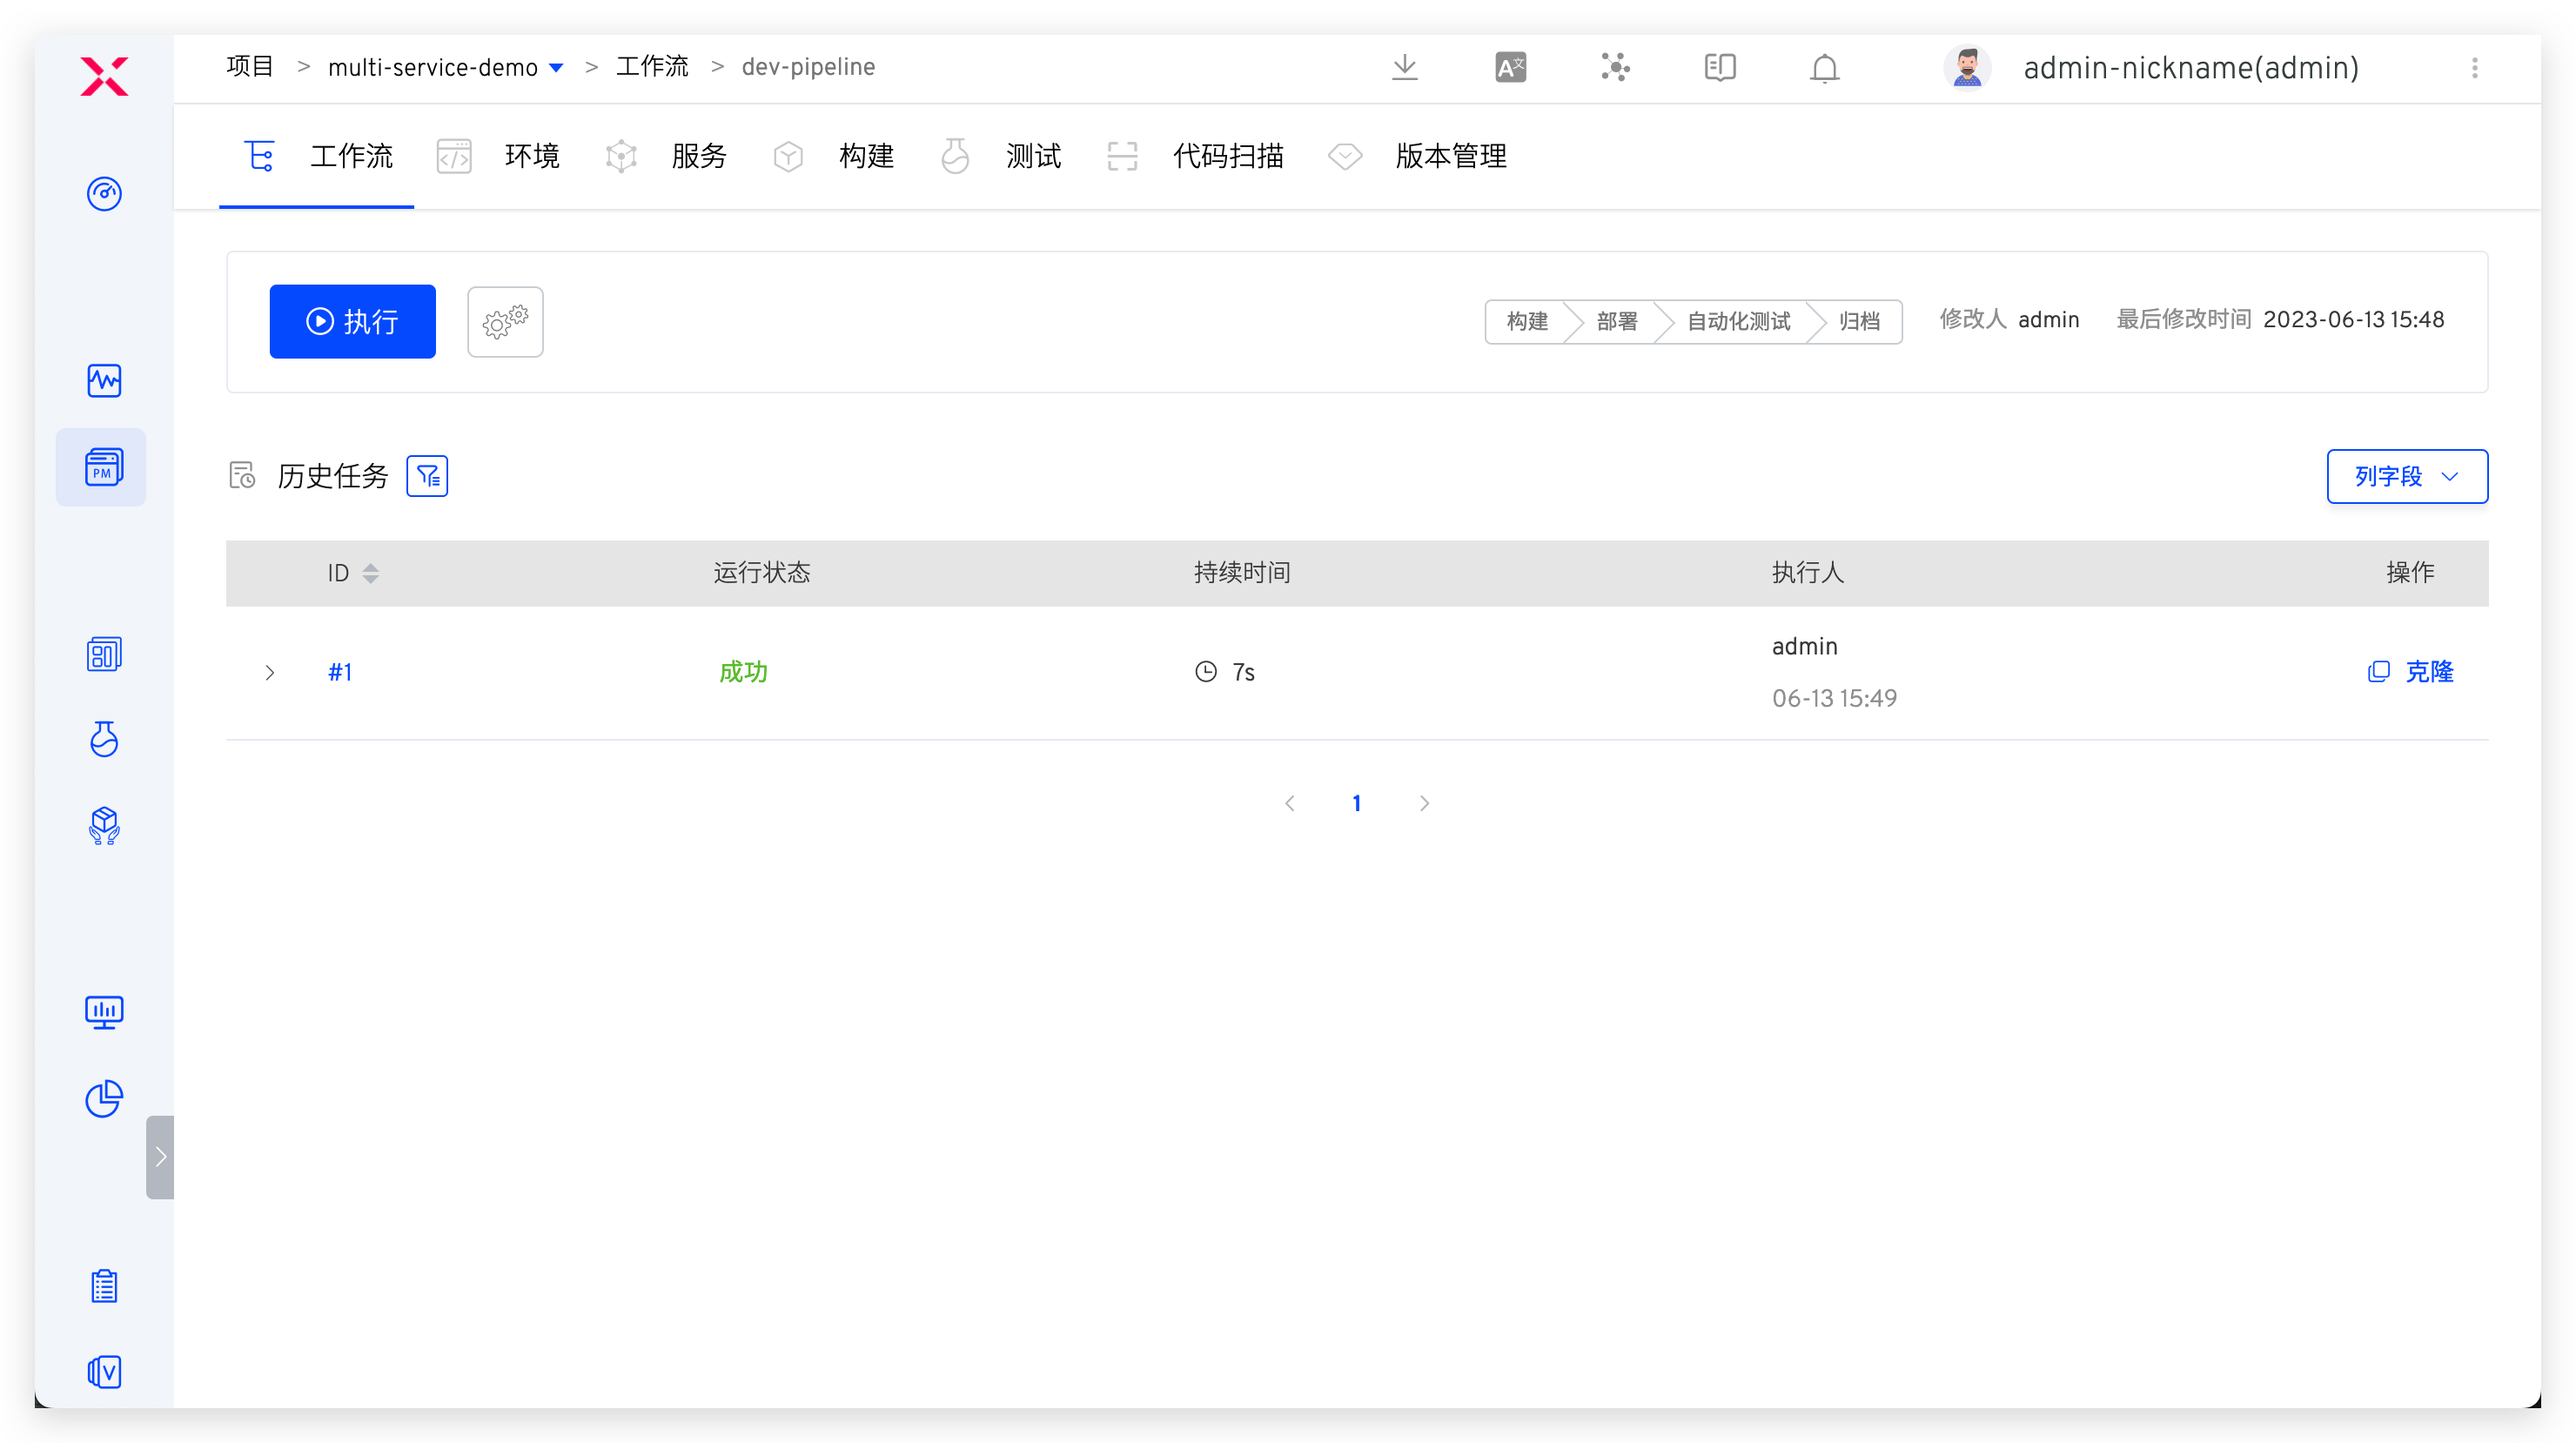 项目 > multi-service-demo > 工作流 > dev-pipeline
A文
admin-nickname(admin)
工作流 环境 服务 构建 测试 代码扫描 版本管理
执行
构建 部署 自动化测试 归档 修改人 admin 最后修改时间 2023-06-13 15:48
PM
历史任务
列字段
ID 运行状态 持续时间 执行人 操作
#1 成功 7s admin 克隆
06-13 15:49
1
V